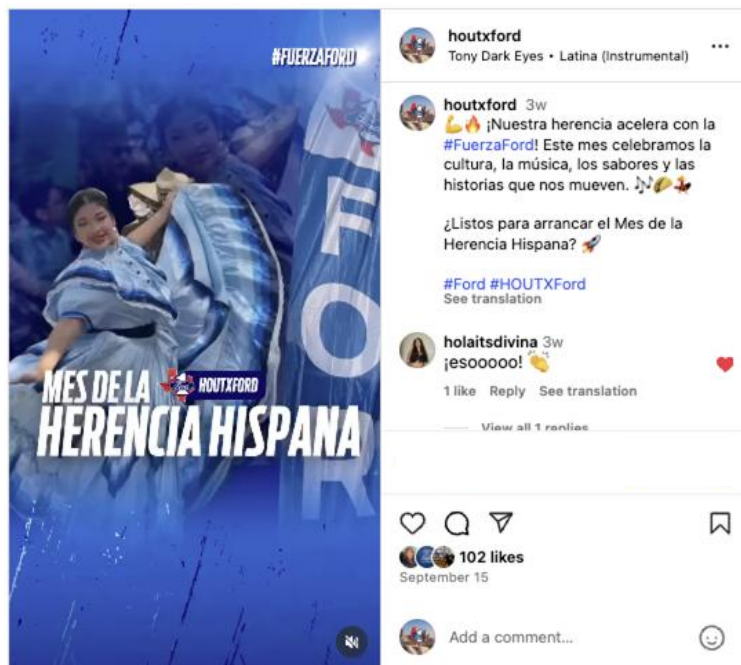 #FUERZAFORD
FOR
MES DE LA
HOUTXFORD
HERENCIA HISPANA
houtxford
Tony Dark Eyes • Latina (Instrumental)
houtxford 3w
💪🔥 ¡Nuestra herencia acelera con la
#FuerzaFord! Este mes celebramos la
cultura, la música, los sabores y las
historias que nos mueven. 🎶🌮💃
¿Listos para arrancar el Mes de la
Herencia Hispana? 🚀
#Ford #HOUTXFord
See translation
holaitsdivina 3w
¡esooooo! 👏
1 like Reply See translation
View all 1 replies
102 likes
September 15
Add a comment...